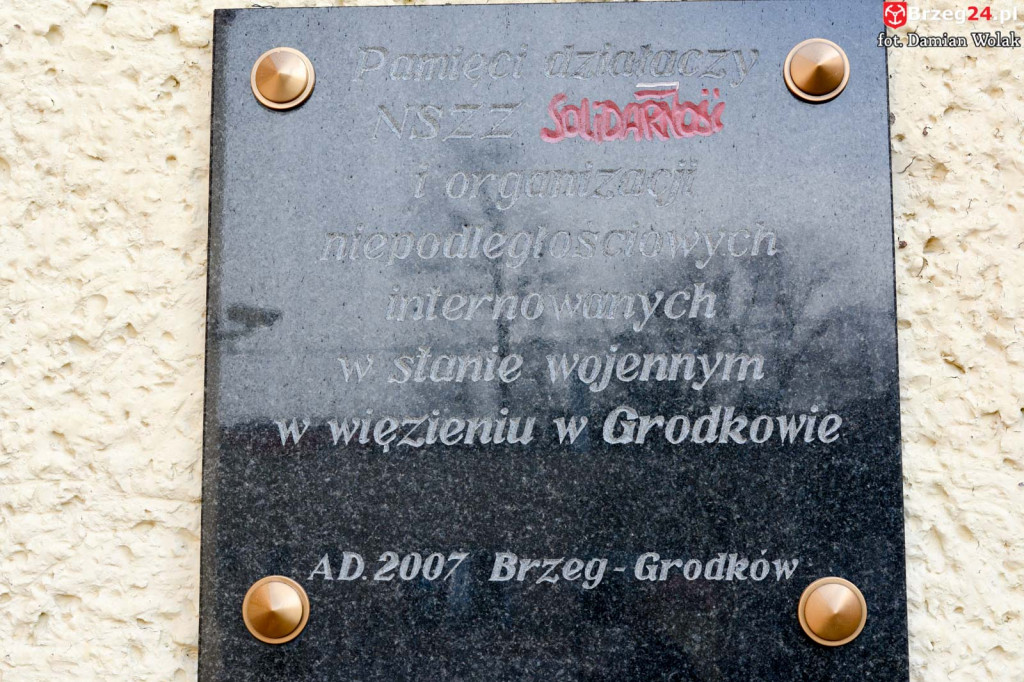 Brzeg24.pl
fot. Damian Wolak
Pamięci działaczy
NSZZ SOLIDARNOŚĆ
i organizacji
niepodległościowych
internowanych
w stanie wojennym
w więzieniu w Grodkowie
A.D. 2007 Brzeg - Grodków